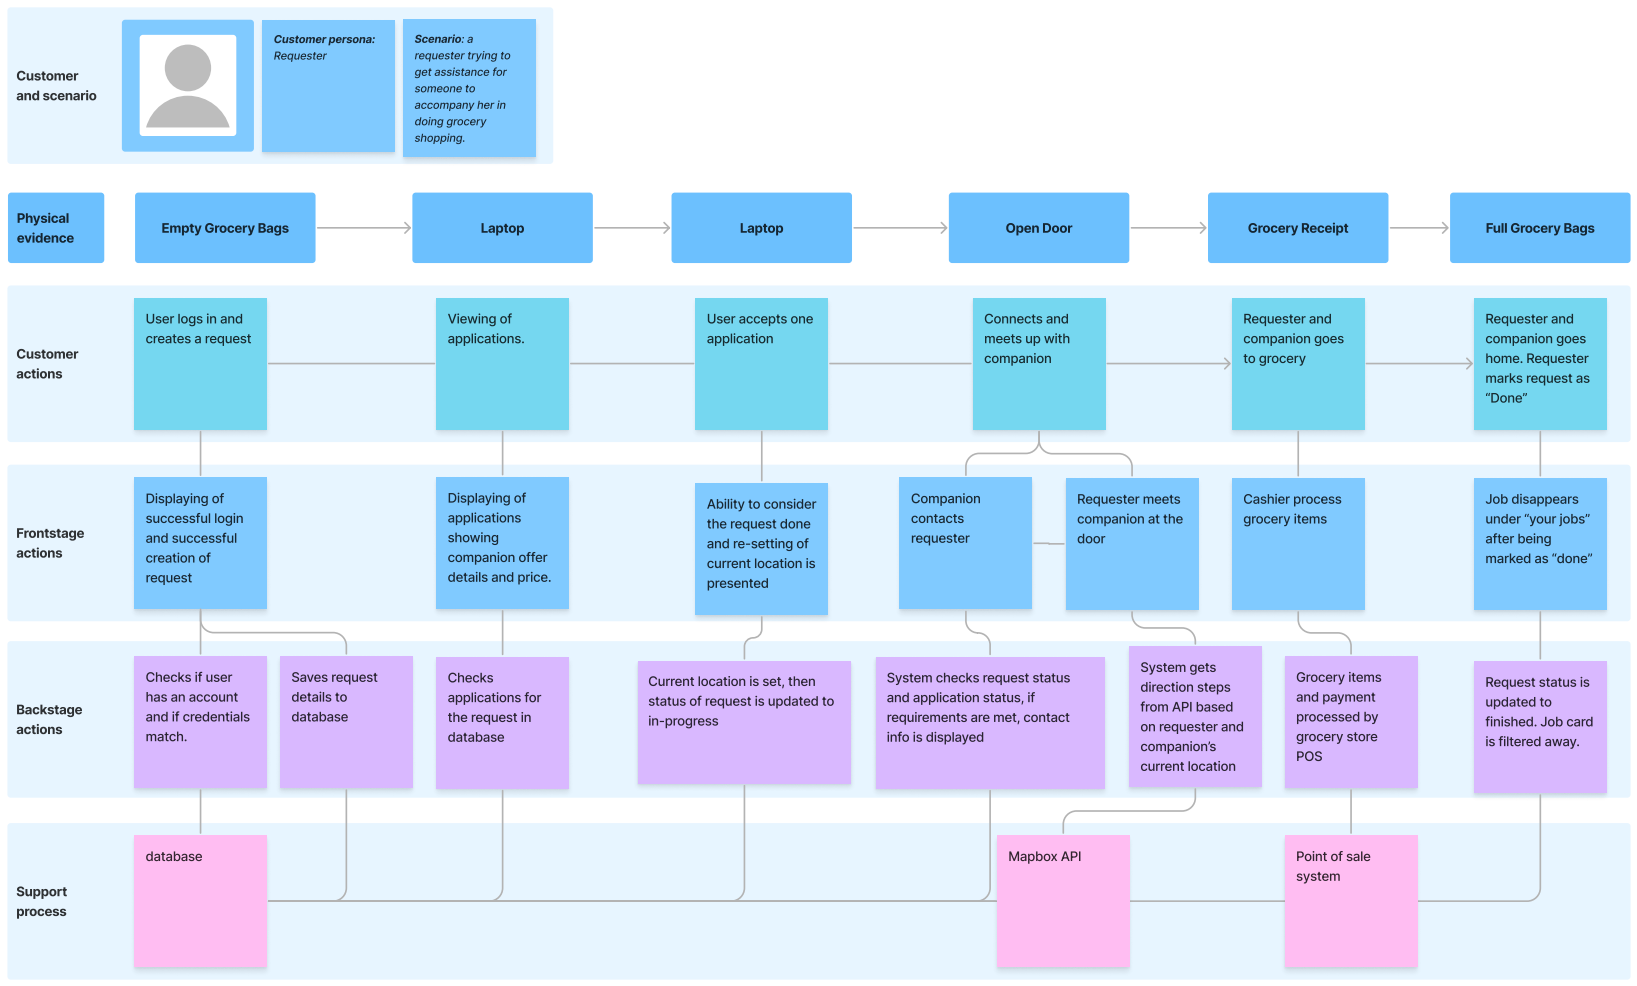 Customer
and scenario
Customer persona:
Requester
Scenario: a
requester trying to
get assistance for
someone to
accompany her in
doing grocery
shopping.
Physical
evidence
Empty Grocery Bags
Laptop
Laptop
Open Door
Grocery Receipt
Full Grocery Bags
Customer
actions
User logs in and
creates a request
Viewing of
applications.
User accepts one
application
Connects and
meets up with
companion
Requester and
companion goes
to grocery
Requester and
companion goes
home. Requester
marks request as
“Done”
Frontstage
actions
Displaying of
successful login
and successful
creation of
request
Displaying of
applications
showing
companion offer
details and price.
Ability to consider
the request done
and re-setting of
current location is
presented
Companion
contacts
requester
Requester meets
companion at the
door
Cashier process
grocery items
Job disappears
under “your jobs”
after being
marked as “done”
Backstage
actions
Checks if user
has an account
and if credentials
match.
Saves request
details to
database
Checks
applications for
the request in
database
Current location is set, then
status of request is updated to
in-progress
System checks request status
and application status, if
requirements are met, contact
info is displayed
System gets
direction steps
from API based
on requester and
companion’s
current location
Grocery items
and payment
processed by
grocery store
POS
Request status is
updated to
finished. Job card
is filtered away.
Support
process
database
Mapbox API
Point of sale
system